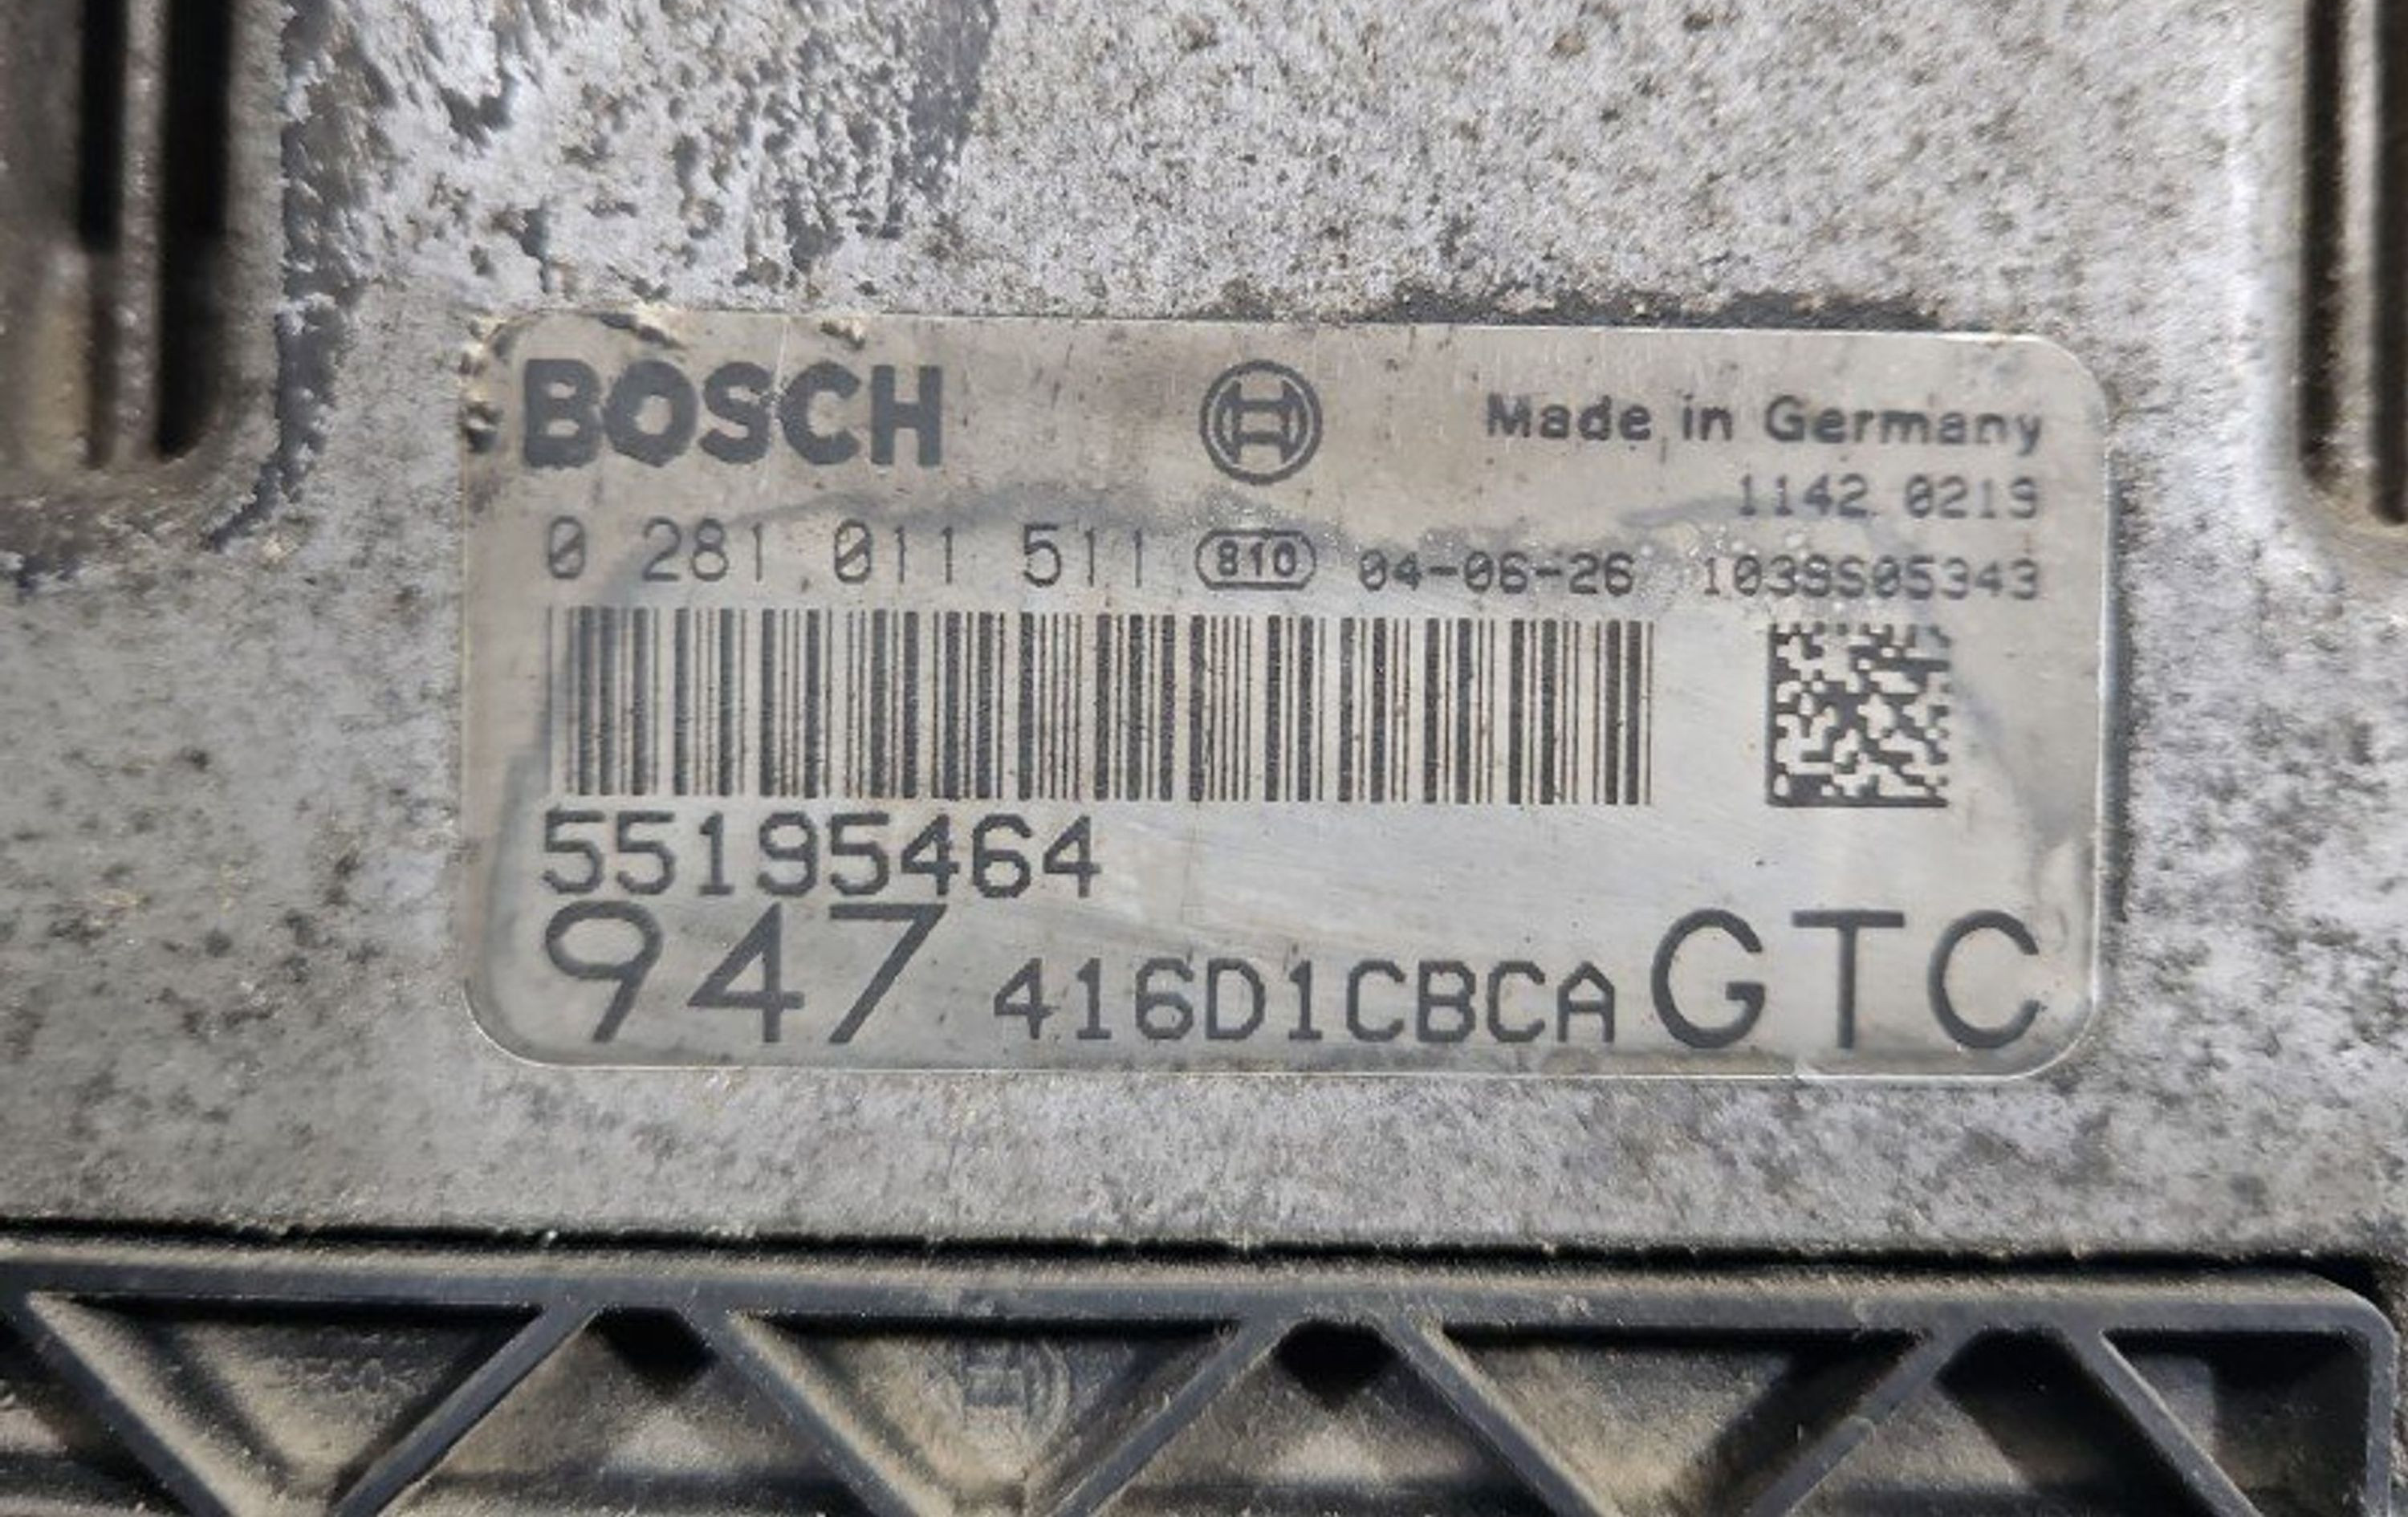 BOSCH Made in Germany
1142 0219
0 281 011 511 810 04-06-26 1039S05343
55195464
947 416D1CBCA GTC